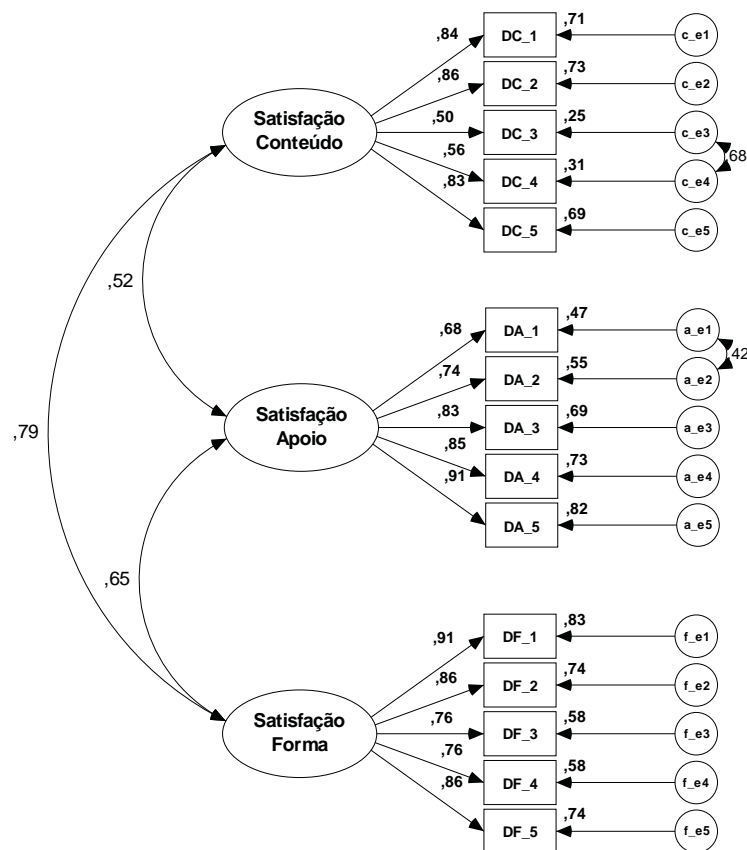 ,84 DC_1 ,71 c_e1
,86 DC_2 ,73 c_e2
Satisfação
Conteúdo
,50 DC_3 ,25 c_e3
,68
,56 DC_4 ,31 c_e4
,83 DC_5 ,69 c_e5
,52
,68 DA_1 ,47 a_e1
,42
,74 DA_2 ,55 a_e2
Satisfação
Apoio
,83 DA_3 ,69 a_e3
,79
,85 DA_4 ,73 a_e4
,91 DA_5 ,82 a_e5
,65
,91 DF_1 ,83 f_e1
,86 DF_2 ,74 f_e2
Satisfação
Forma
,76 DF_3 ,58 f_e3
,76 DF_4 ,58 f_e4
,86 DF_5 ,74 f_e5